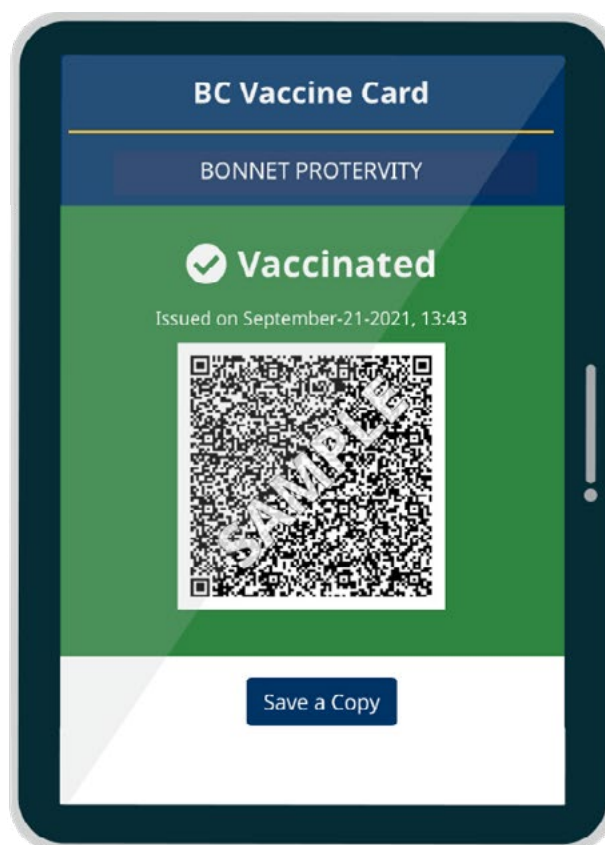 BC Vaccine Card
BONNET PROTERVITY
Vaccinated
Issued on September-21-2021, 13:43
SAMPLE
Save a Copy